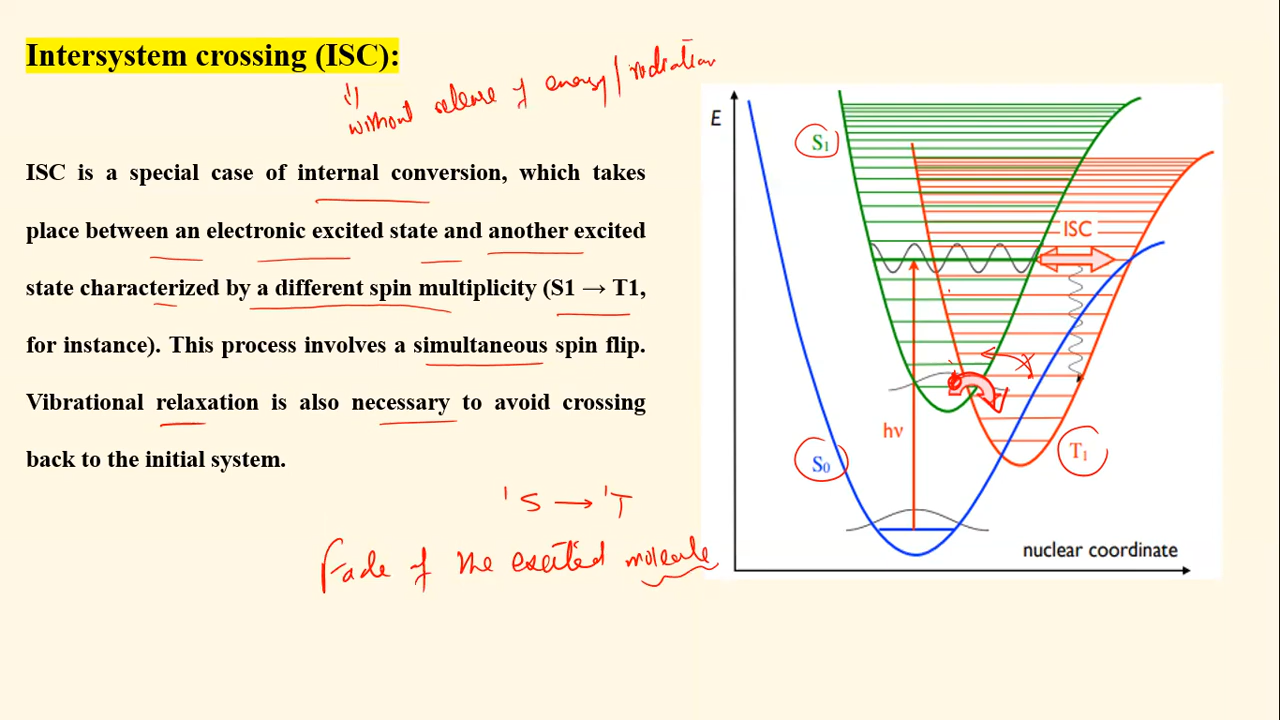 Intersystem crossing (ISC):
without release of energy/radiation
ISC is a special case of internal conversion, which takes
place between an electronic excited state and another excited
state characterized by a different spin multiplicity (S1 → T1,
for instance). This process involves a simultaneous spin flip.
Vibrational relaxation is also necessary to avoid crossing
back to the initial system.
'S → 'T
Fade of the excited molecule
E
S₁
ISC
hν
T₁
S₀
nuclear coordinate